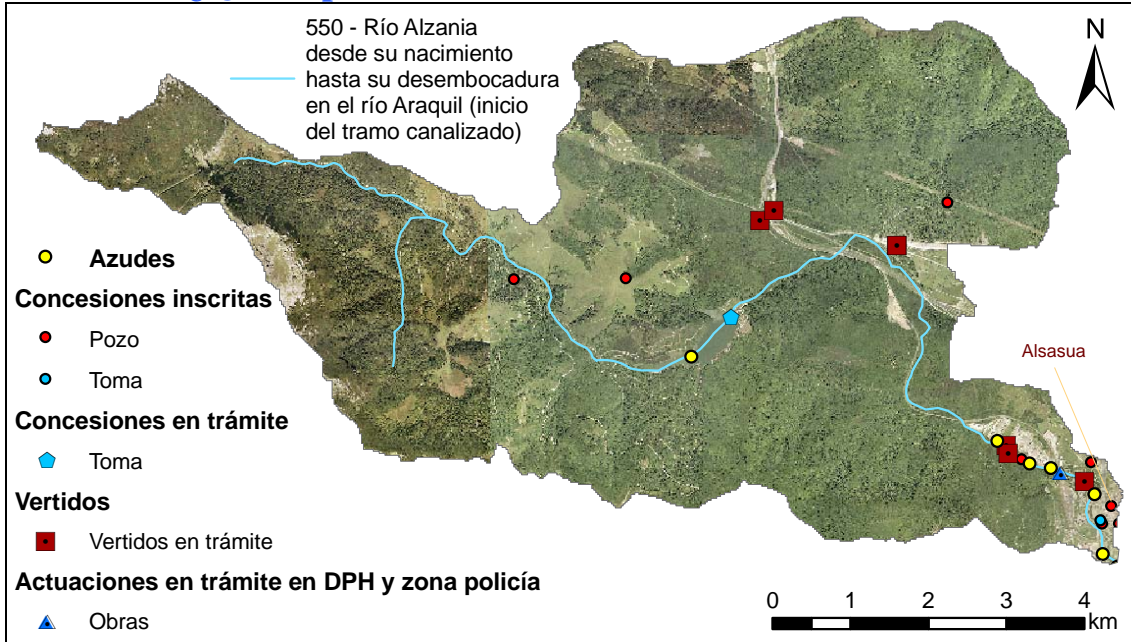 550 - Río Alzania
desde su nacimiento
hasta su desembocadura
en el río Araquil (inicio
del tramo canalizado)
N
Azudes
Concesiones inscritas
Pozo
Toma
Concesiones en trámite
Toma
Vertidos
Vertidos en trámite
Actuaciones en trámite en DPH y zona policía
Obras
Alsasua
0 1 2 3 4
km